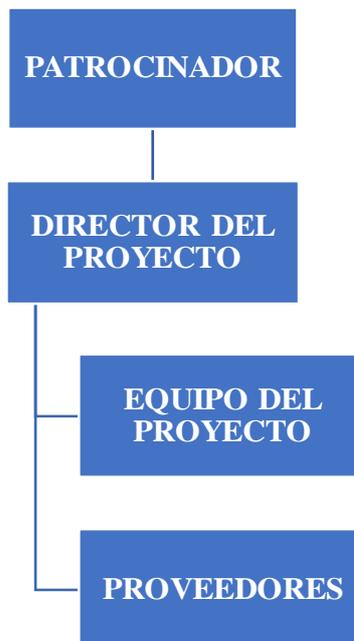 PATROCINADOR
DIRECTOR DEL
PROYECTO
EQUIPO DEL
PROYECTO
PROVEEDORES